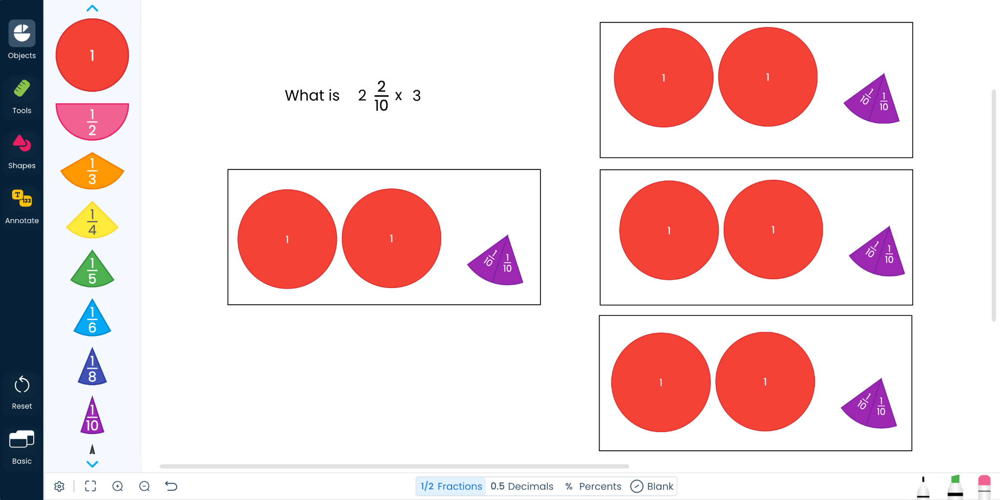 Objects
Tools
Shapes
T
123
Annotate
Reset
Basic
1
1/2
1/3
1/4
1/5
1/6
1/8
1/10
What is 2 2/10 x 3
1 1 1/10 1/10
1 1 1/10 1/10
1 1 1/10 1/10
1 1 1/10 1/10
1/2 Fractions 0.5 Decimals % Percents Blank